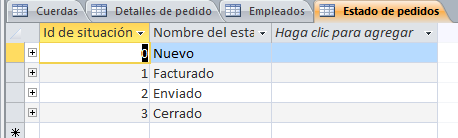 Cuerdas Detalles de pedido Empleados Estado de pedidos
Id de situación Nombre del esta Haga clic para agregar
0 Nuevo
1 Facturado
2 Enviado
3 Cerrado